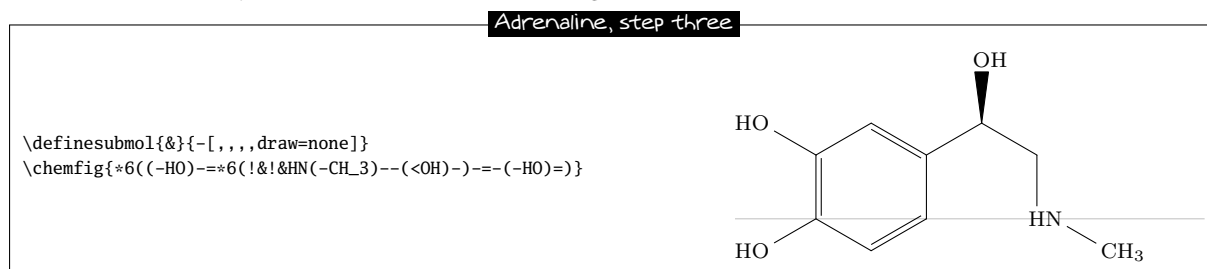 Adrenaline, step three
\definesubmol{&}{-[,,,,draw=none]}
\chemfig{*6((-HO)-=*6(!&!&HN(-CH_3)--(<OH)-)-=-(-HO)=)}
OH
HO
HN
HO
CH3